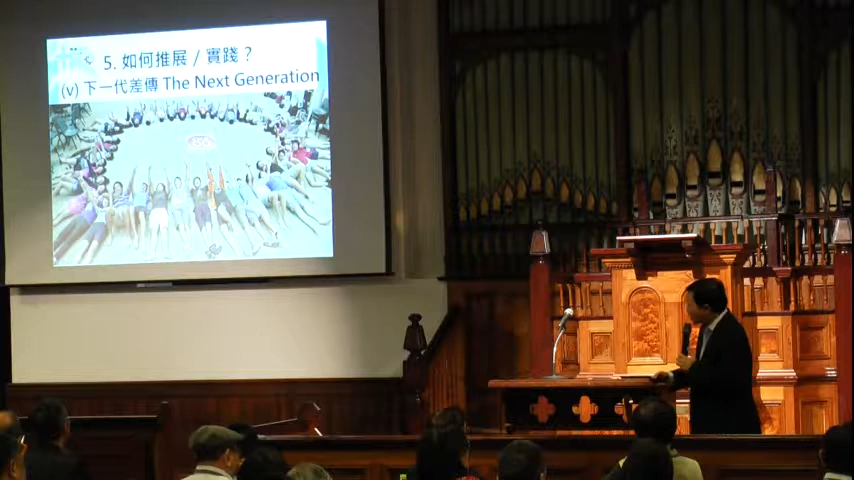 5. 如何推展 / 實踐？
(v) 下一代差傳 The Next Generation